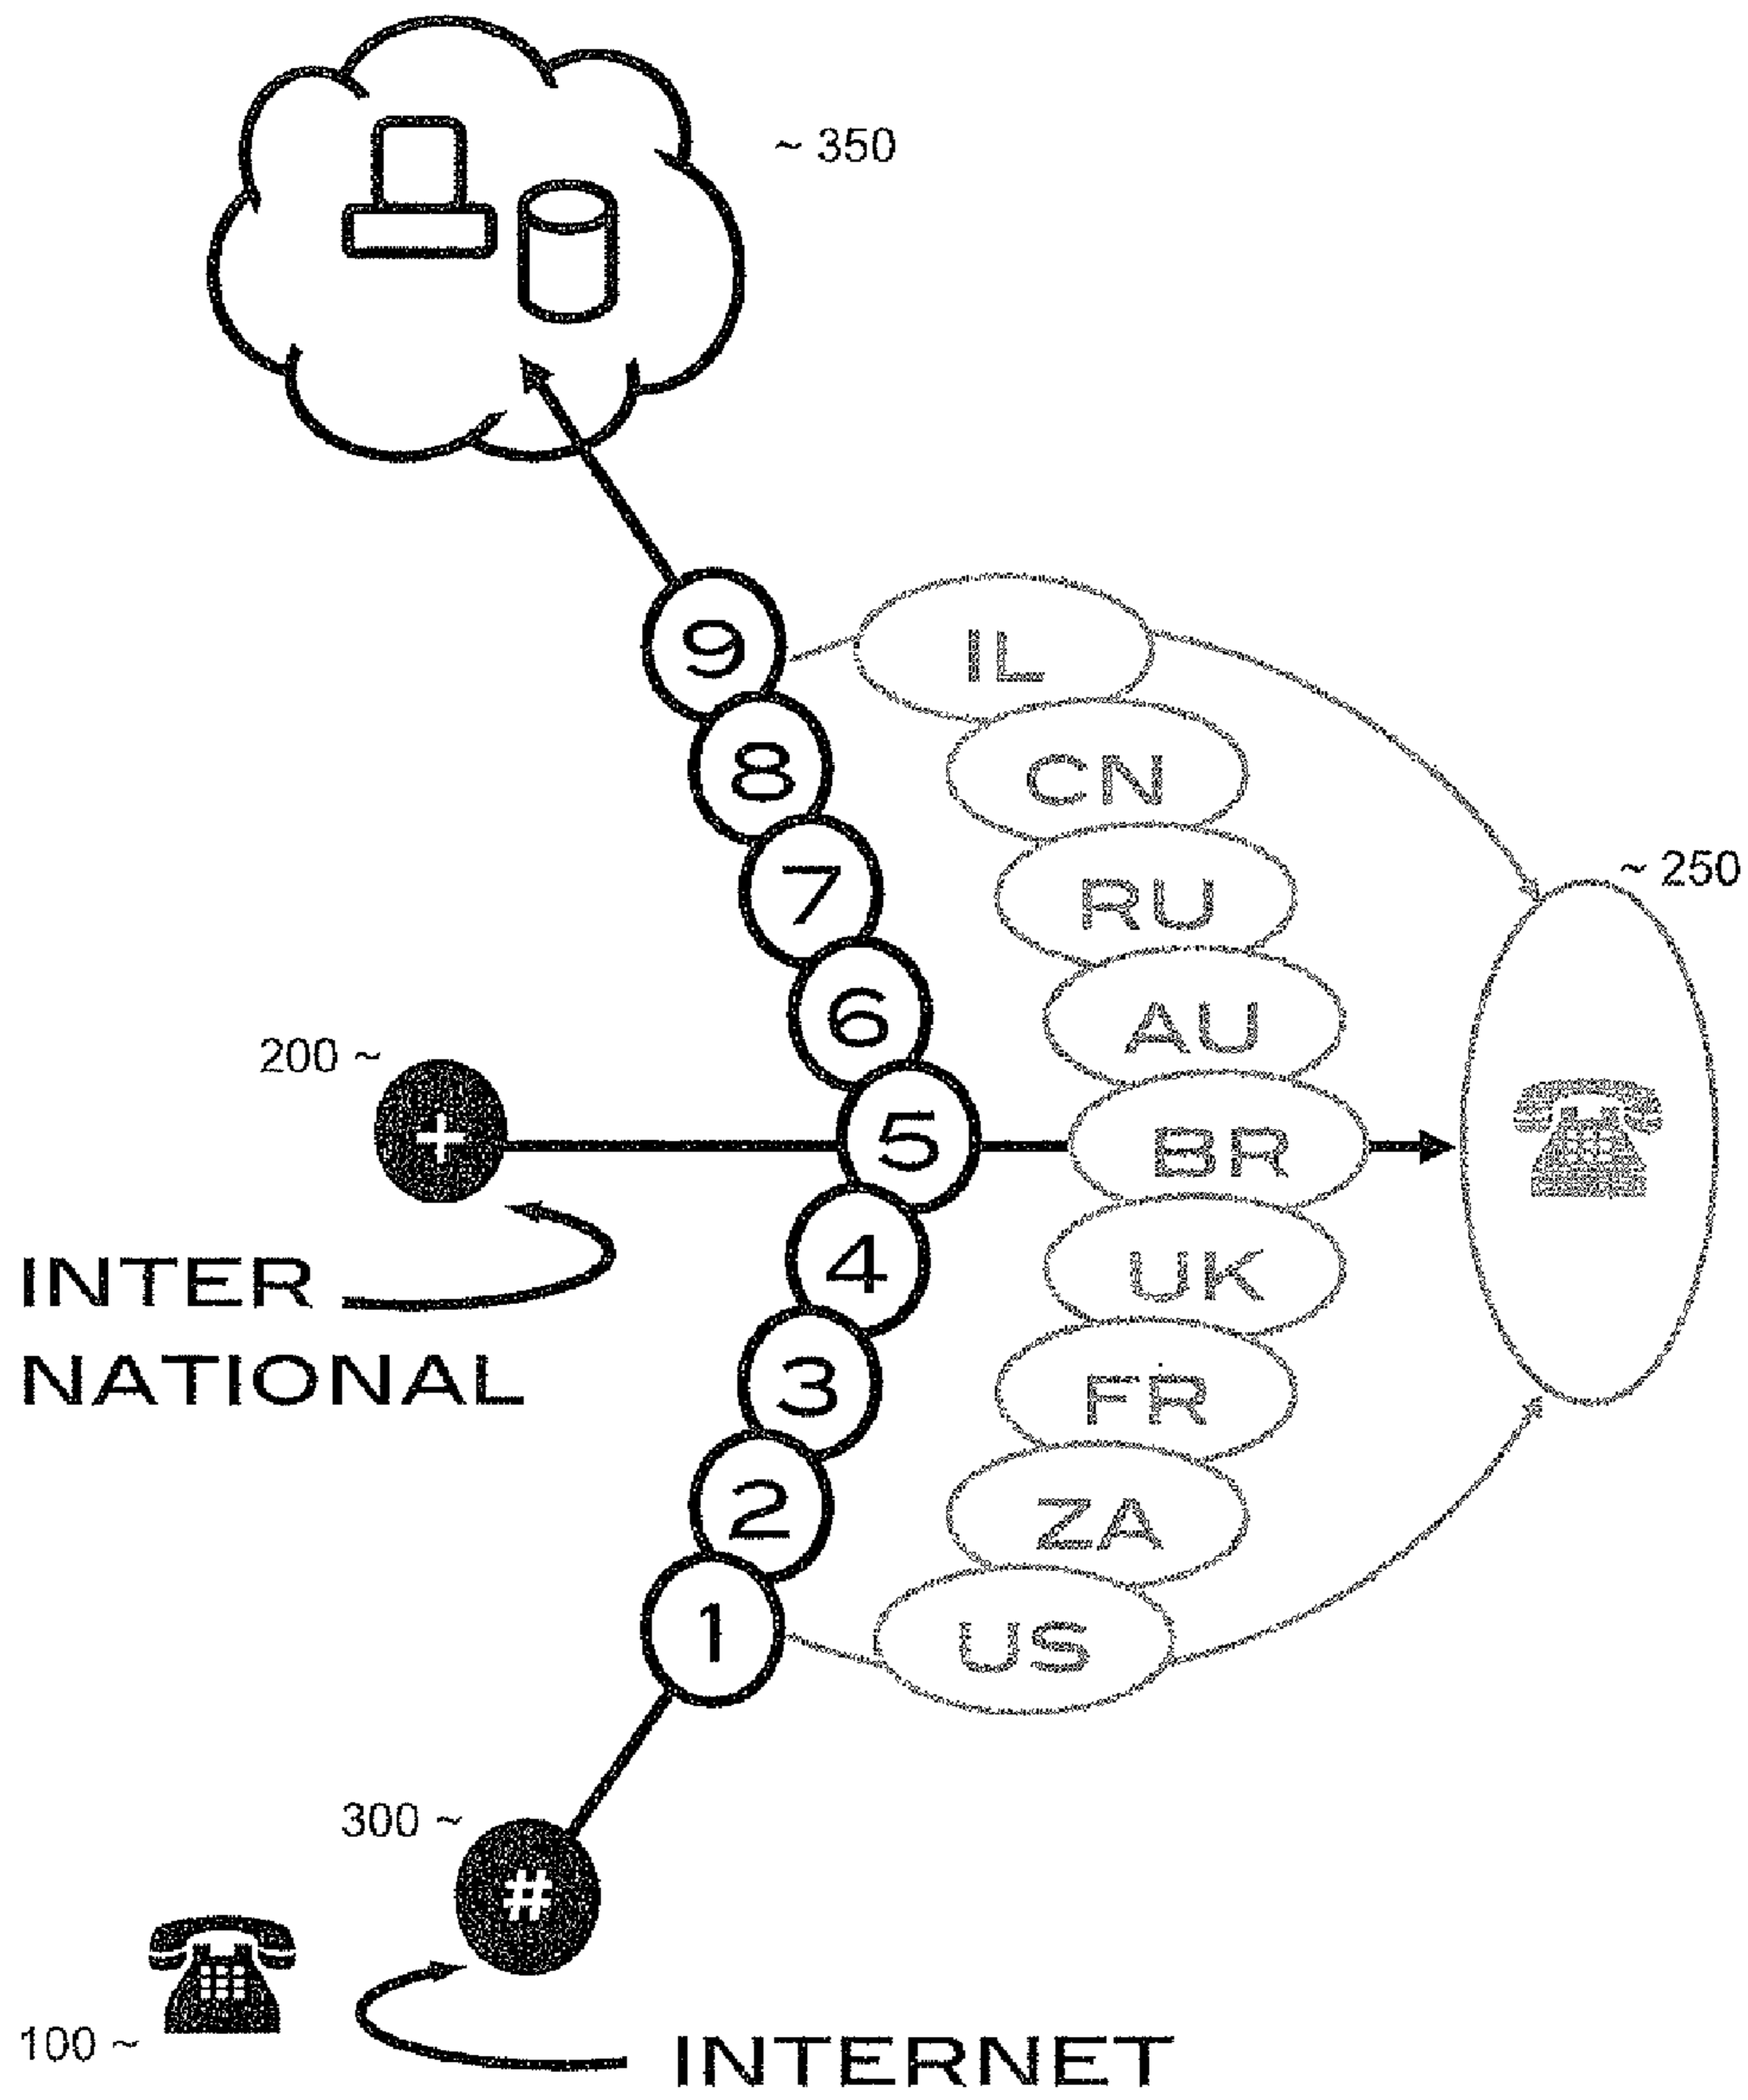 ~ 350
9
IL
8
CN
7
RU
~ 250
6
AU
200 ~
+
5
BR
4
UK
INTER
NATIONAL
3
FR
2
ZA
1
US
300 ~
#
100 ~
INTERNET